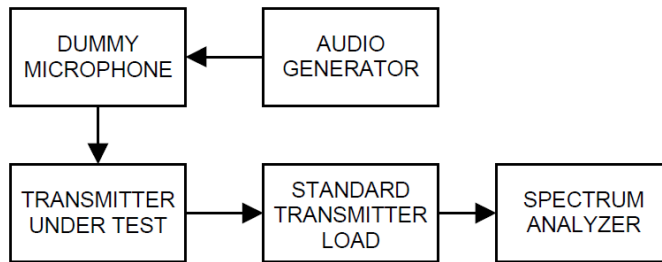 DUMMY
MICROPHONE
AUDIO
GENERATOR
TRANSMITTER
UNDER TEST
STANDARD
TRANSMITTER
LOAD
SPECTRUM
ANALYZER